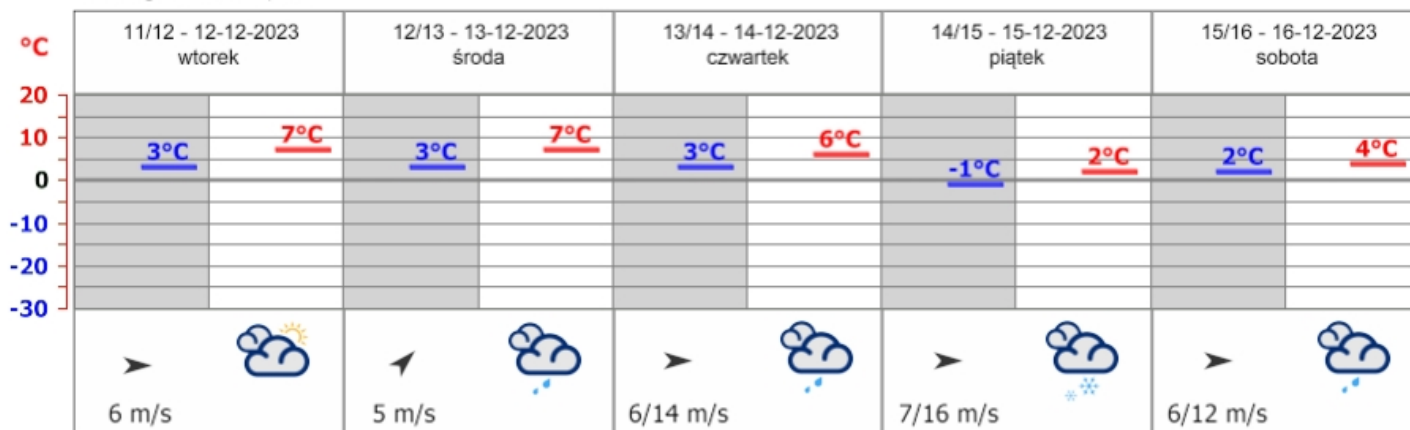 11/12 - 12-12-2023
wtorek
12/13 - 13-12-2023
środa
13/14 - 14-12-2023
czwartek
14/15 - 15-12-2023
piątek
15/16 - 16-12-2023
sobota
°C
20
10
0
-10
-20
-30
3°C
7°C
3°C
7°C
3°C
6°C
-1°C
2°C
2°C
4°C
6 m/s
5 m/s
6/14 m/s
7/16 m/s
6/12 m/s